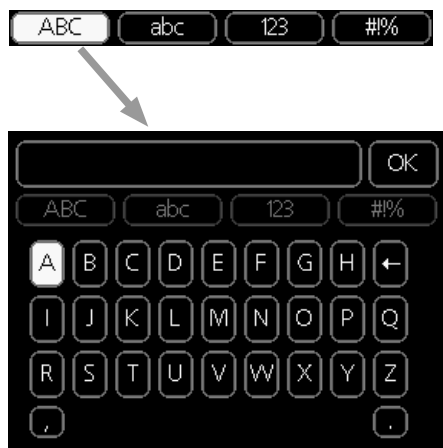 ABC abc 123 #!%
OK
ABC abc 123 #!%
A B C D E F G H ←
I J K L M N O P Q
R S T U V W X Y Z
, .